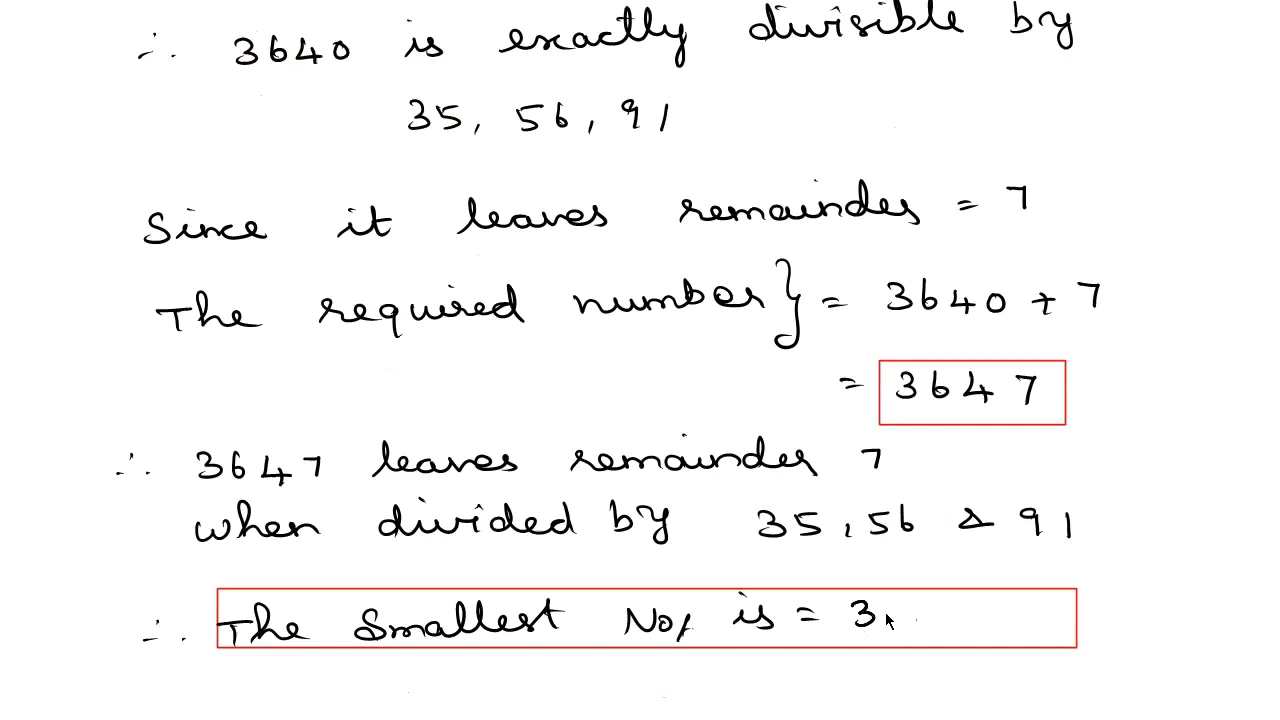 ∴ 3640 is exactly divisible by
35, 56, 91
Since it leaves remainder = 7
The required number} = 3640 + 7
= 3647
∴ 3647 leaves remainder 7
when divided by 35, 56 & 91
∴ The Smallest No, is = 3